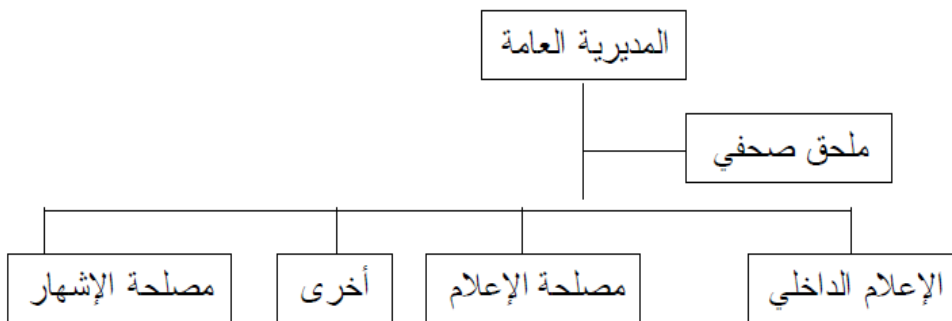 المديرية العامة
ملحق صحفي
الإعلام الداخلي
مصلحة الإعلام
أخرى
مصلحة الإشهار